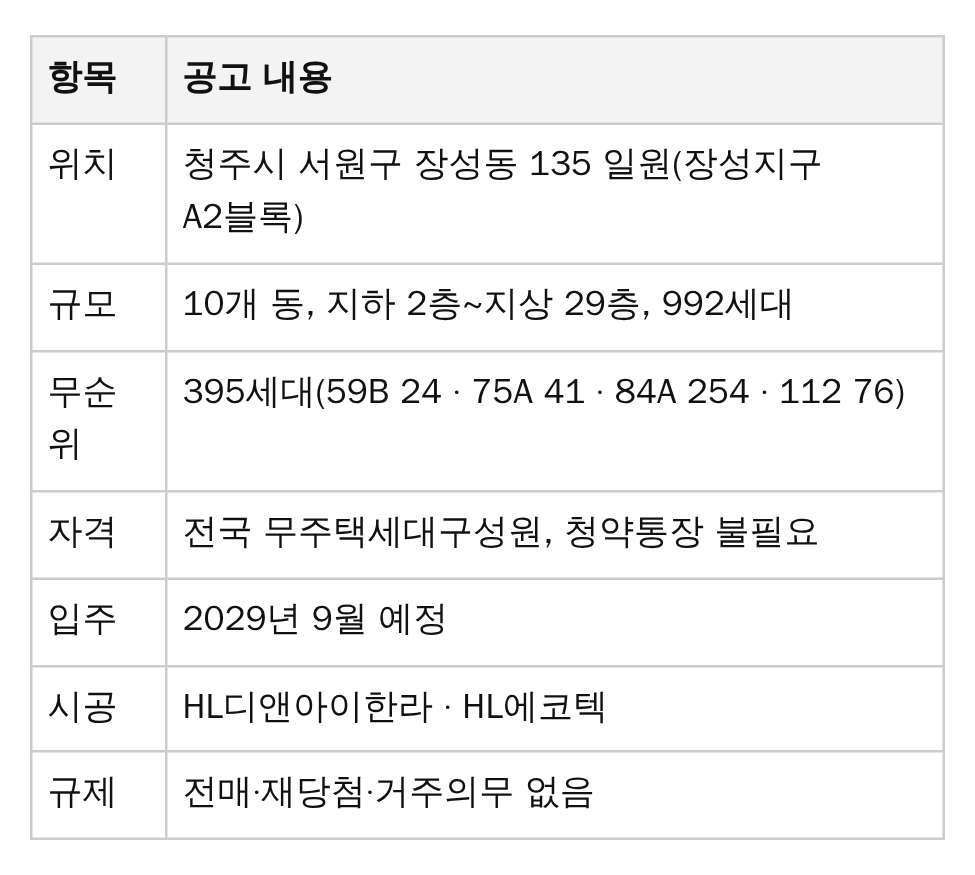 항목 공고 내용
위치 청주시 서원구 장성동 135 일원(장성지구
A2블록)
규모 10개 동, 지하 2층~지상 29층, 992세대
무순 395세대(59B 24 · 75A 41 · 84A 254 · 112 76)
위
자격 전국 무주택세대구성원, 청약통장 불필요
입주 2029년 9월 예정
시공 HL디앤아이한라 · HL에코텍
규제 전매·재당첨·거주의무 없음